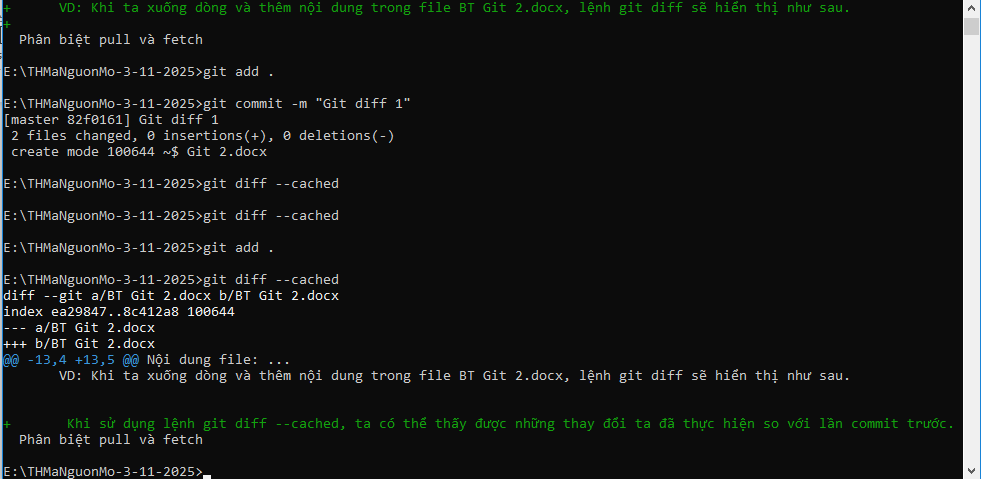 +      VD: Khi ta xuống dòng và thêm nội dung trong file BT Git 2.docx, lệnh git diff sẽ hiển thị như sau.
+
  Phân biệt pull và fetch
E:\THMaNguonMo-3-11-2025>git add .
E:\THMaNguonMo-3-11-2025>git commit -m "Git diff 1"
[master 82f0161] Git diff 1
 2 files changed, 0 insertions(+), 0 deletions(-)
 create mode 100644 ~$ Git 2.docx
E:\THMaNguonMo-3-11-2025>git diff --cached
E:\THMaNguonMo-3-11-2025>git diff --cached
E:\THMaNguonMo-3-11-2025>git add .
E:\THMaNguonMo-3-11-2025>git diff --cached
diff --git a/BT Git 2.docx b/BT Git 2.docx
index ea29847..8c412a8 100644
--- a/BT Git 2.docx
+++ b/BT Git 2.docx
@@ -13,4 +13,5 @@ Nội dung file: ...
       VD: Khi ta xuống dòng và thêm nội dung trong file BT Git 2.docx, lệnh git diff sẽ hiển thị như sau.
+       Khi sử dụng lệnh git diff --cached, ta có thể thấy được những thay đổi ta đã thực hiện so với lần commit trước.
  Phân biệt pull và fetch
E:\THMaNguonMo-3-11-2025>